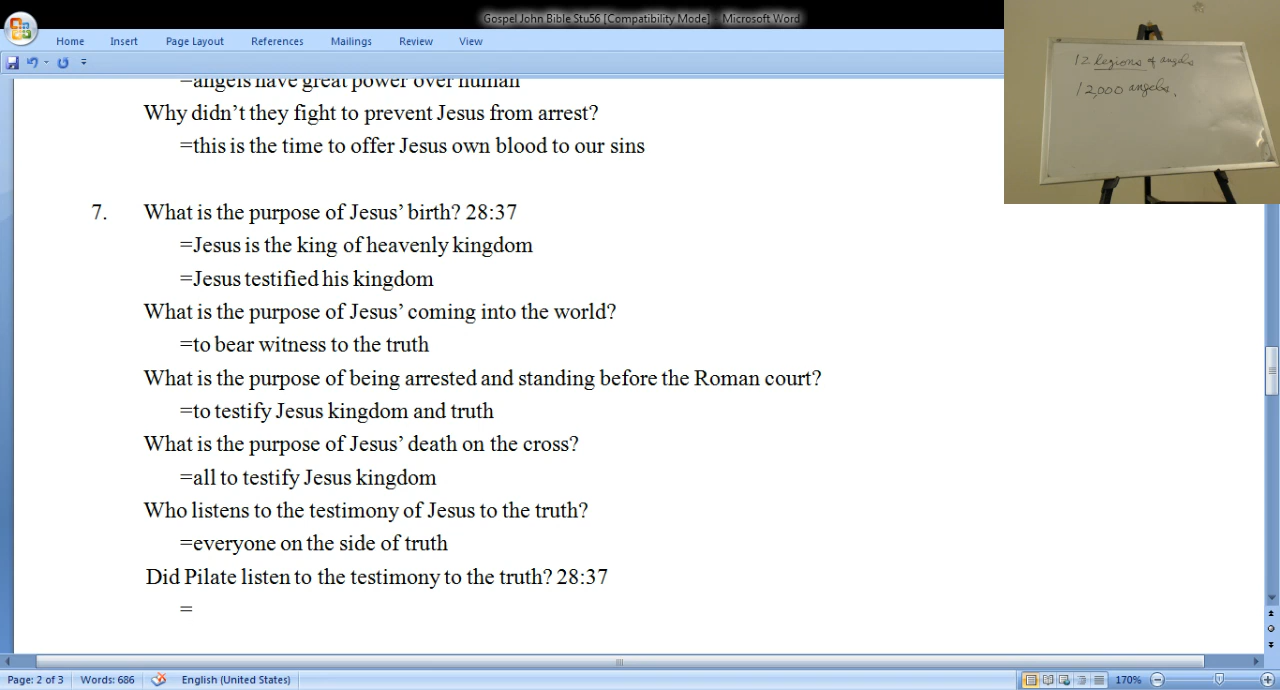 Gospel John Bible Stu56 [Compatibility Mode] - Microsoft Word
Home Insert Page Layout References Mailings Review View
=angels have great power over human
Why didn't they fight to prevent Jesus from arrest?
=this is the time to offer Jesus own blood to our sins
7. What is the purpose of Jesus' birth? 28:37
=Jesus is the king of heavenly kingdom
=Jesus testified his kingdom
What is the purpose of Jesus' coming into the world?
=to bear witness to the truth
What is the purpose of being arrested and standing before the Roman court?
=to testify Jesus kingdom and truth
What is the purpose of Jesus' death on the cross?
=all to testify Jesus kingdom
Who listens to the testimony of Jesus to the truth?
=everyone on the side of truth
Did Pilate listen to the testimony to the truth? 28:37
=
Page: 2 of 3 Words: 686 English (United States) 170%
12 legions of angels
12,000 angels.